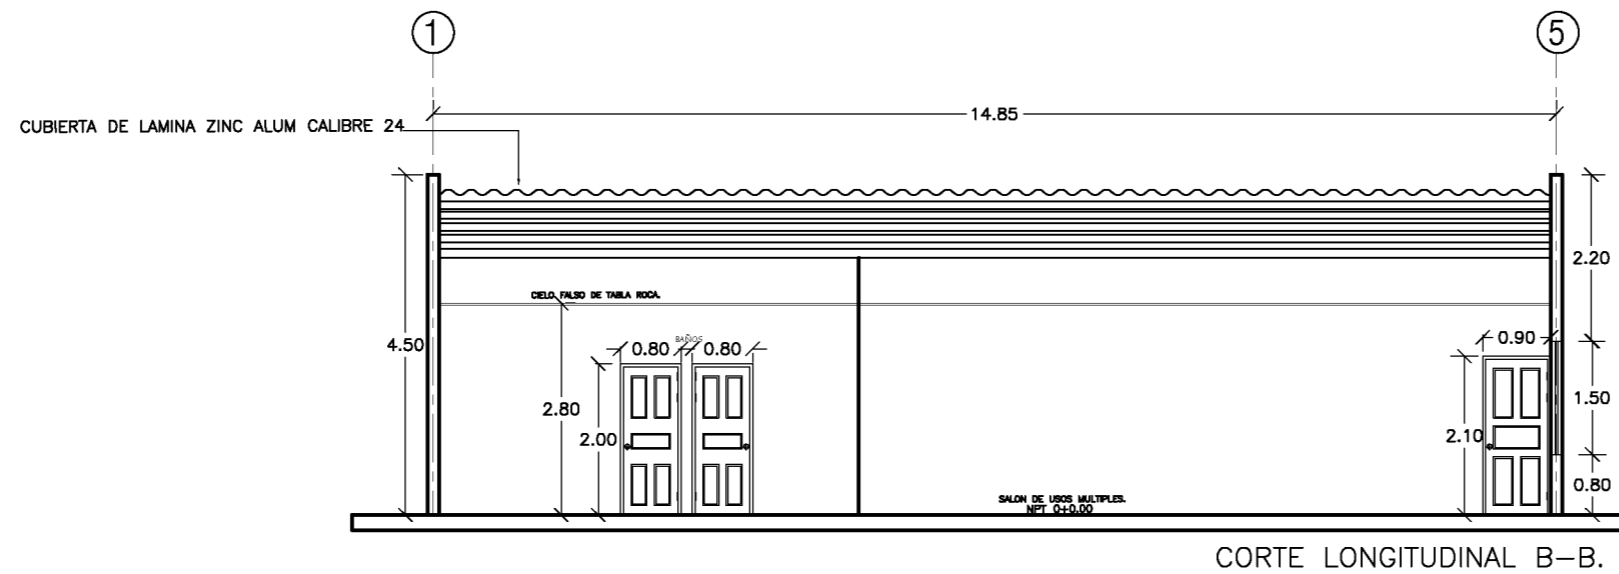 1
5
14.85
CUBIERTA DE LAMINA ZINC ALUM CALIBRE 24
2.20
CIELO FALSO DE TABLA ROCA.
BAÑOS
4.50
0.80
0.80
0.90
2.80
2.00
2.10
1.50
0.80
SALON DE USOS MULTIPLES.
NPT 0+0.00
CORTE LONGITUDINAL B-B.